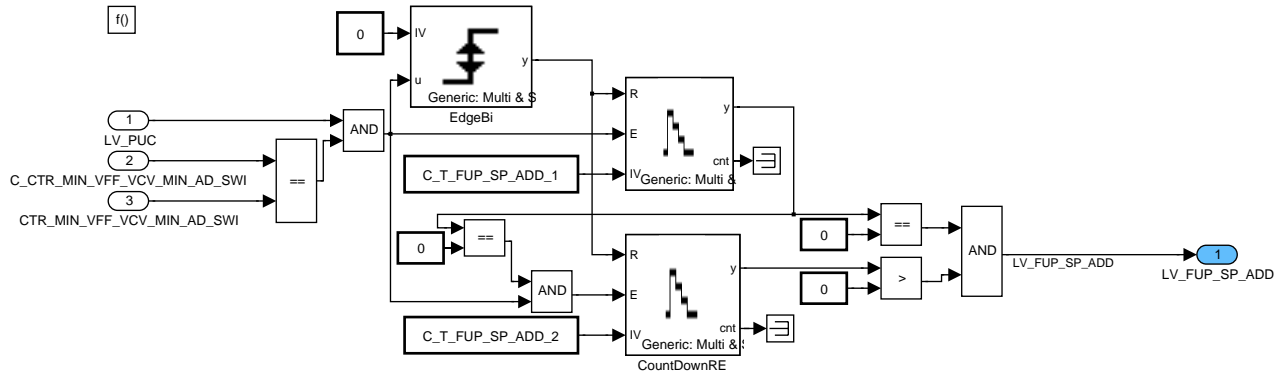 f()
0
IV
y
u
Generic: Multi & S
EdgeBi
1
LV_PUC
2
C_CTR_MIN_VFF_VCV_MIN_AD_SWI
3
CTR_MIN_VFF_VCV_MIN_AD_SWI
==
AND
R
y
E
cnt
C_T_FUP_SP_ADD_1
IV
Generic: Multi &
0
==
AND
R
y
E
cnt
C_T_FUP_SP_ADD_2
IV
Generic: Multi & S
CountDownRE
0
==
0
>
AND
LV_FUP_SP_ADD
1
LV_FUP_SP_ADD